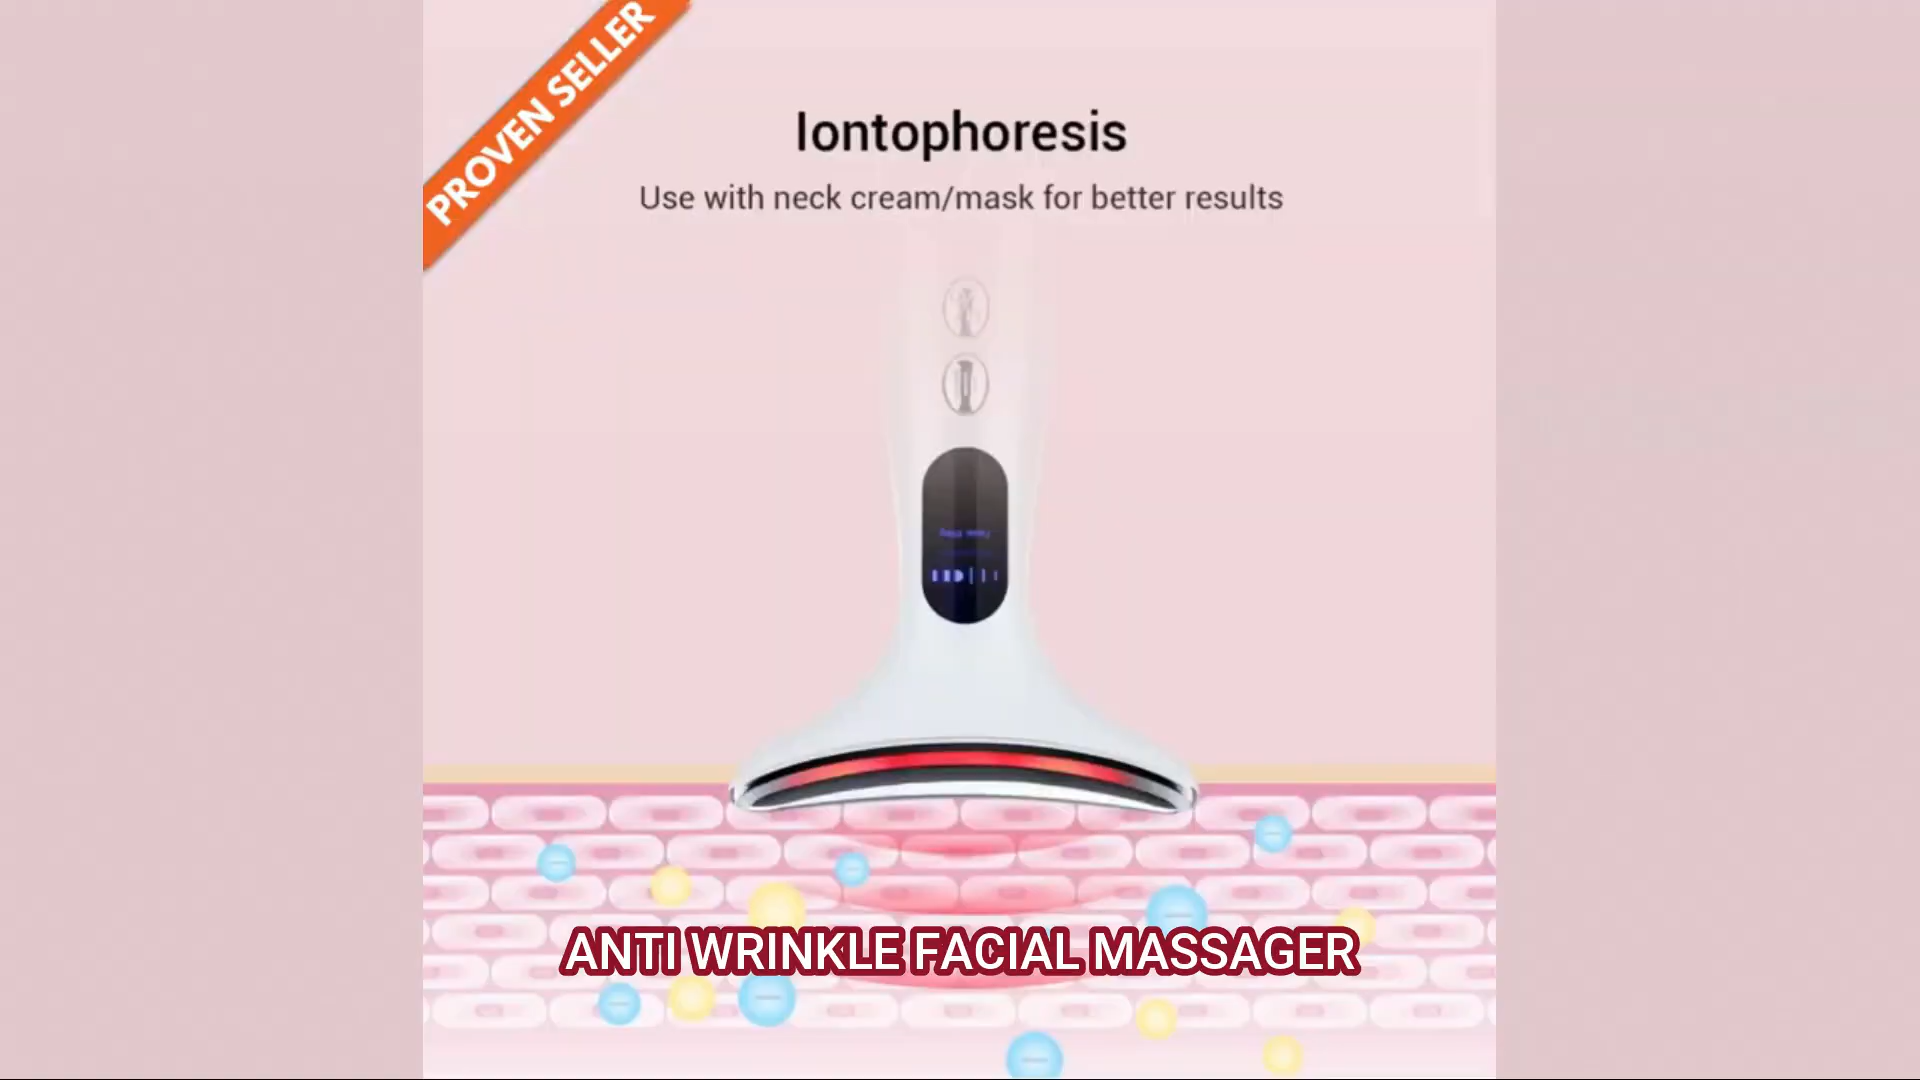 PROVEN SELLER
Iontophoresis
Use with neck cream/mask for better results
ANTI WRINKLE FACIAL MASSAGER